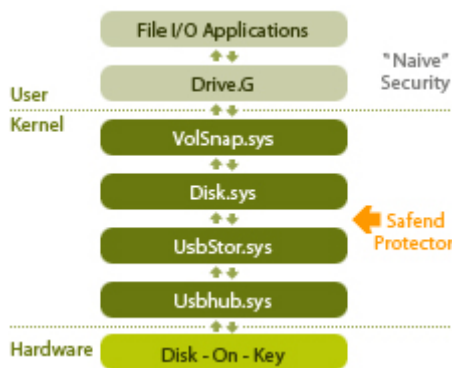 File I/O Applications
"Naive"
Security
Drive.G
User
Kernel
VolSnap.sys
Disk.sys
Safend
Protector
UsbStor.sys
Usbhub.sys
Hardware
Disk - On - Key